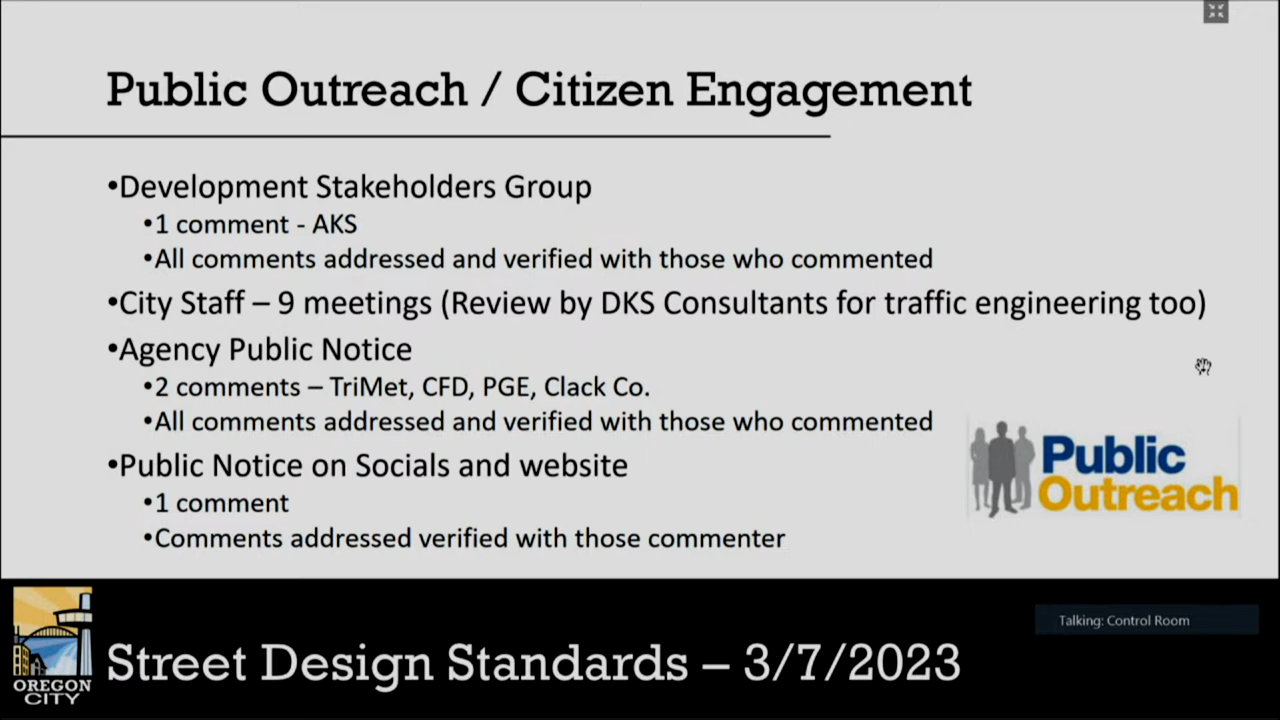 Public Outreach / Citizen Engagement
•Development Stakeholders Group
•1 comment - AKS
•All comments addressed and verified with those who commented
•City Staff – 9 meetings (Review by DKS Consultants for traffic engineering too)
•Agency Public Notice
•2 comments – TriMet, CFD, PGE, Clack Co.
•All comments addressed and verified with those who commented
•Public Notice on Socials and website
•1 comment
•Comments addressed verified with those commenter
Public
Outreach
Talking: Control Room
Street Design Standards – 3/7/2023
OREGON
CITY